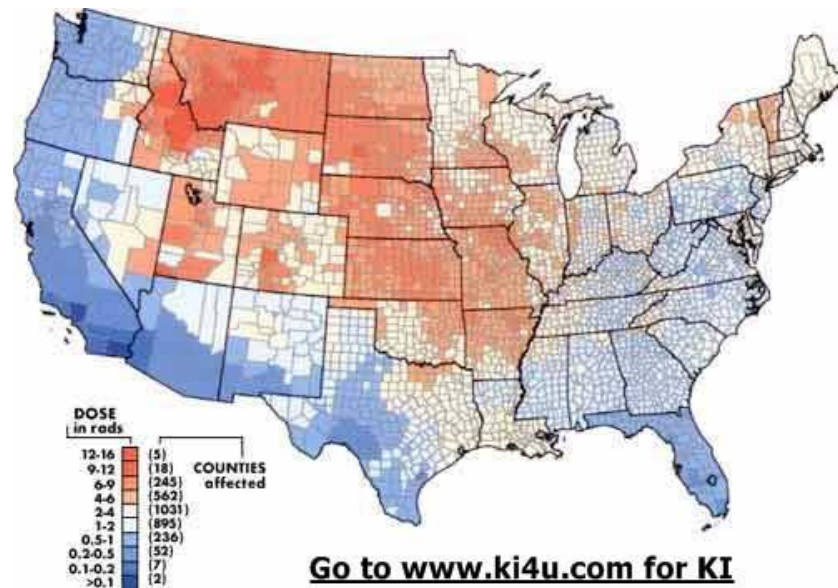 DOSE
in rads
12-16 (5)
9-12 (18)
6-9 (245)
4-6 (562)
2-4 (1031)
1-2 (895)
0.5-1 (236)
0.2-0.5 (52)
0.1-0.2 (7)
>0.1 (2)
COUNTIES
affected
Go to www.ki4u.com for KI